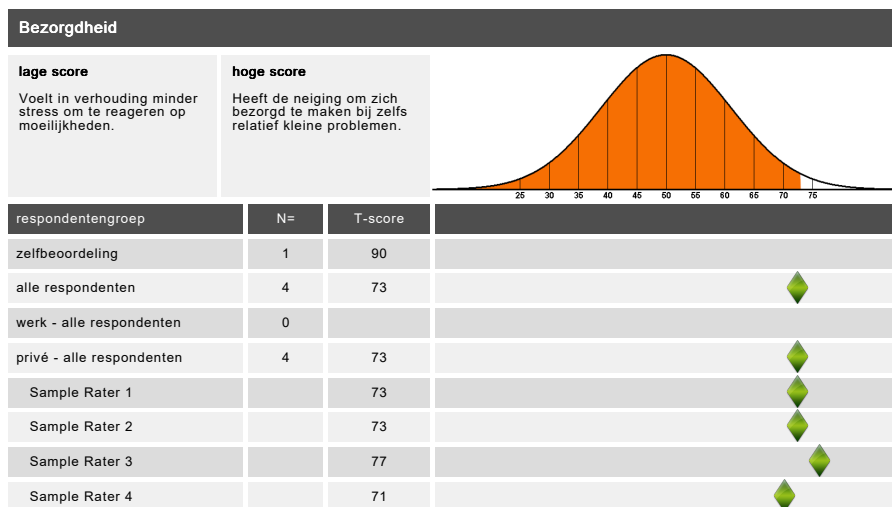 Bezorgdheid
lage score
Voelt in verhouding minder
stress om te reageren op
moeilijkheden.
hoge score
Heeft de neiging om zich
bezorgd te maken bij zelfs
relatief kleine problemen.
25 30 35 40 45 50 55 60 65 70 75
respondentengroep N= T-score
zelfbeoordeling 1 90
alle respondenten 4 73
werk - alle respondenten 0
privé - alle respondenten 4 73
Sample Rater 1 73
Sample Rater 2 73
Sample Rater 3 77
Sample Rater 4 71